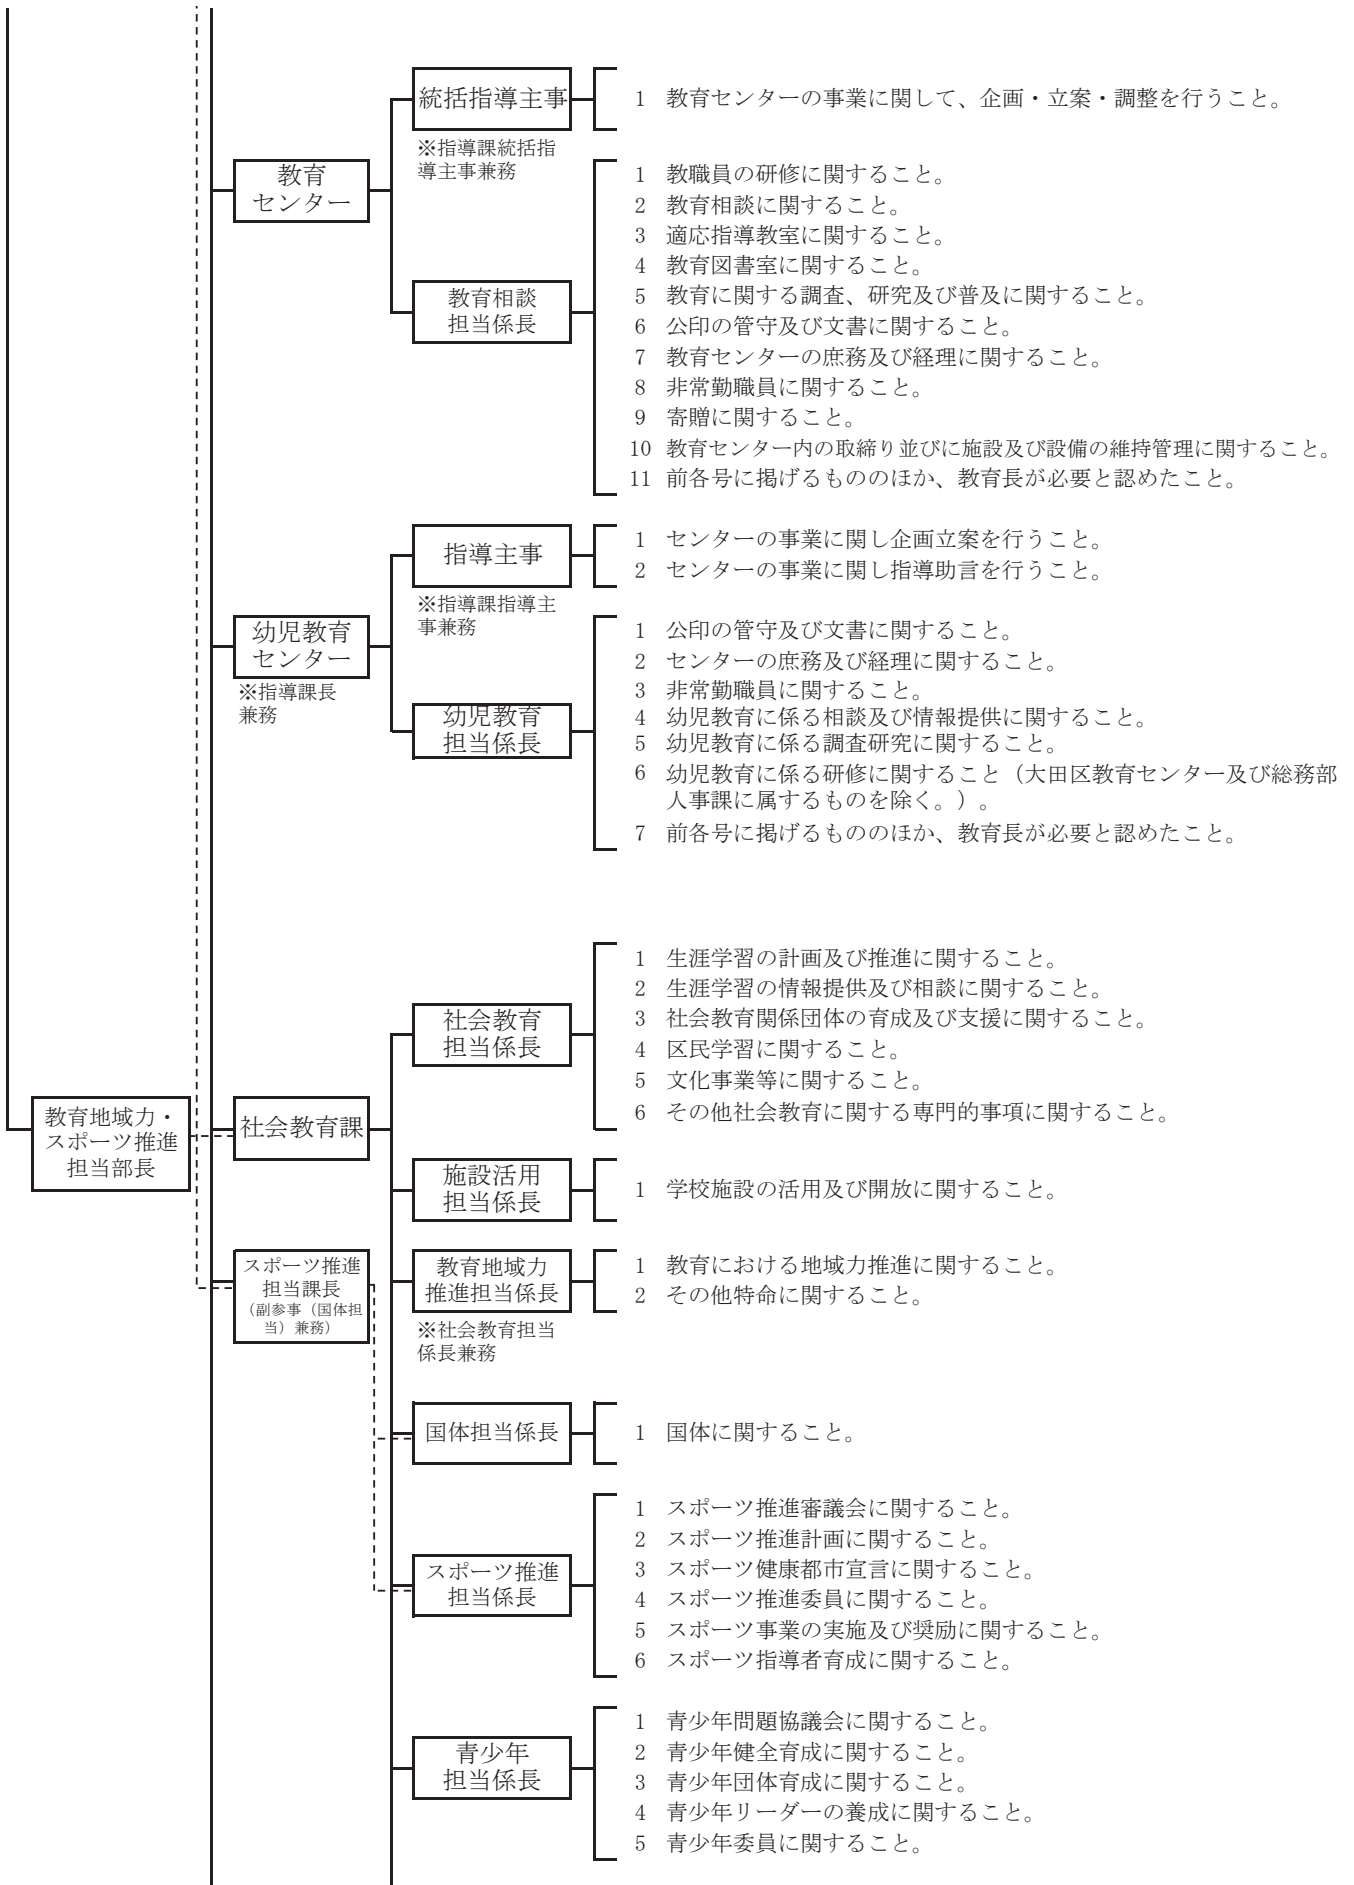 統括指導主事
1 教育センターの事業に関して、企画・立案・調整を行うこと。
※指導課統括指
導主事兼務
教育
センター
1 教職員の研修に関すること。
2 教育相談に関すること。
3 適応指導教室に関すること。
4 教育図書室に関すること。
教育相談
担当係長
5 教育に関する調査、研究及び普及に関すること。
6 公印の管守及び文書に関すること。
7 教育センターの庶務及び経理に関すること。
8 非常勤職員に関すること。
9 寄贈に関すること。
10 教育センター内の取締り並びに施設及び設備の維持管理に関すること。
11 前各号に掲げるもののほか、教育長が必要と認めたこと。
指導主事
1 センターの事業に関し企画立案を行うこと。
2 センターの事業に関し指導助言を行うこと。
※指導課指導主
事兼務
幼児教育
センター
※指導課長
兼務
幼児教育
担当係長
1 公印の管守及び文書に関すること。
2 センターの庶務及び経理に関すること。
3 非常勤職員に関すること。
4 幼児教育に係る相談及び情報提供に関すること。
5 幼児教育に係る調査研究に関すること。
6 幼児教育に係る研修に関すること（大田区教育センター及び総務部
人事課に属するものを除く。）。
7 前各号に掲げるもののほか、教育長が必要と認めたこと。
教育地域力・
スポーツ推進
担当部長
社会教育課
社会教育
担当係長
1 生涯学習の計画及び推進に関すること。
2 生涯学習の情報提供及び相談に関すること。
3 社会教育関係団体の育成及び支援に関すること。
4 区民学習に関すること。
5 文化事業等に関すること。
6 その他社会教育に関する専門的事項に関すること。
施設活用
担当係長
1 学校施設の活用及び開放に関すること。
スポーツ推進
担当課長
（副参事（国体担
当）兼務）
教育地域力
推進担当係長
1 教育における地域力推進に関すること。
2 その他特命に関すること。
※社会教育担当
係長兼務
国体担当係長
1 国体に関すること。
スポーツ推進
担当係長
1 スポーツ推進審議会に関すること。
2 スポーツ推進計画に関すること。
3 スポーツ健康都市宣言に関すること。
4 スポーツ推進委員に関すること。
5 スポーツ事業の実施及び奨励に関すること。
6 スポーツ指導者育成に関すること。
青少年
担当係長
1 青少年問題協議会に関すること。
2 青少年健全育成に関すること。
3 青少年団体育成に関すること。
4 青少年リーダーの養成に関すること。
5 青少年委員に関すること。